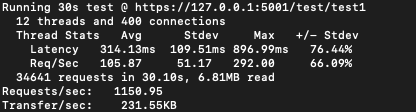 Running 30s test @ https://127.0.0.1:5001/test/test1
12 threads and 400 connections
Thread Stats Avg Stdev Max +/- Stdev
Latency 314.13ms 109.51ms 896.99ms 76.44%
Req/Sec 105.87 51.17 292.00 66.09%
34641 requests in 30.10s, 6.81MB read
Requests/sec: 1150.95
Transfer/sec: 231.55KB